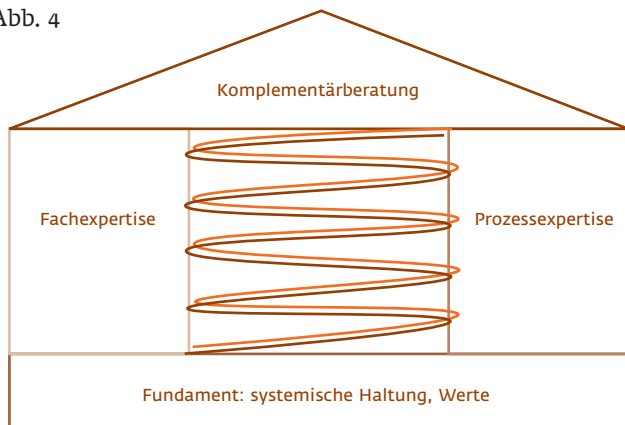 Abb. 4
Komplementärberatung
Fachexpertise
Prozessexpertise
Fundament: systemische Haltung, Werte